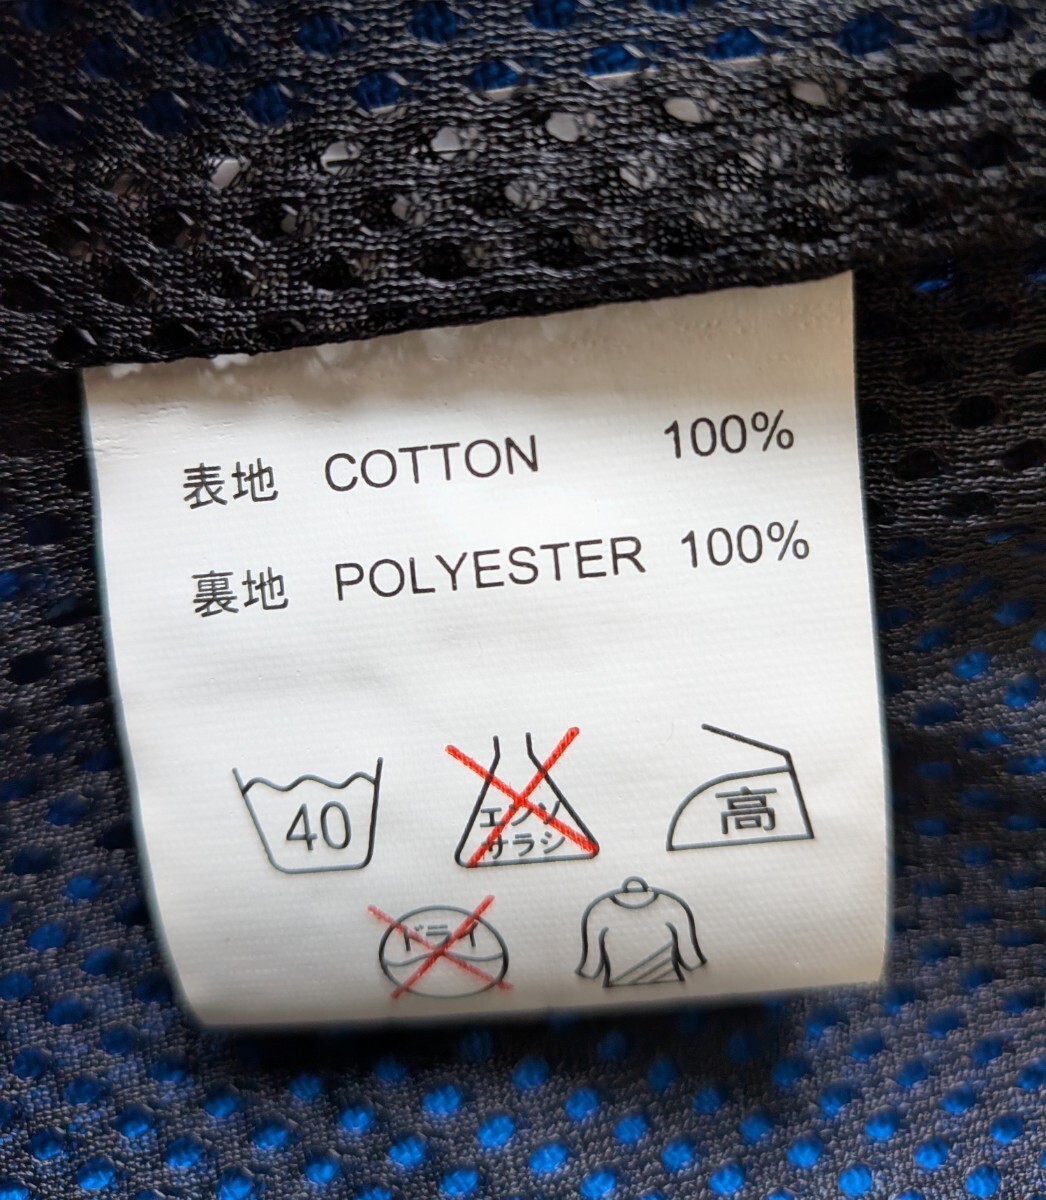 表地 COTTON 100%
裏地 POLYESTER 100%
40
エンソ
サラシ
高
ドライ